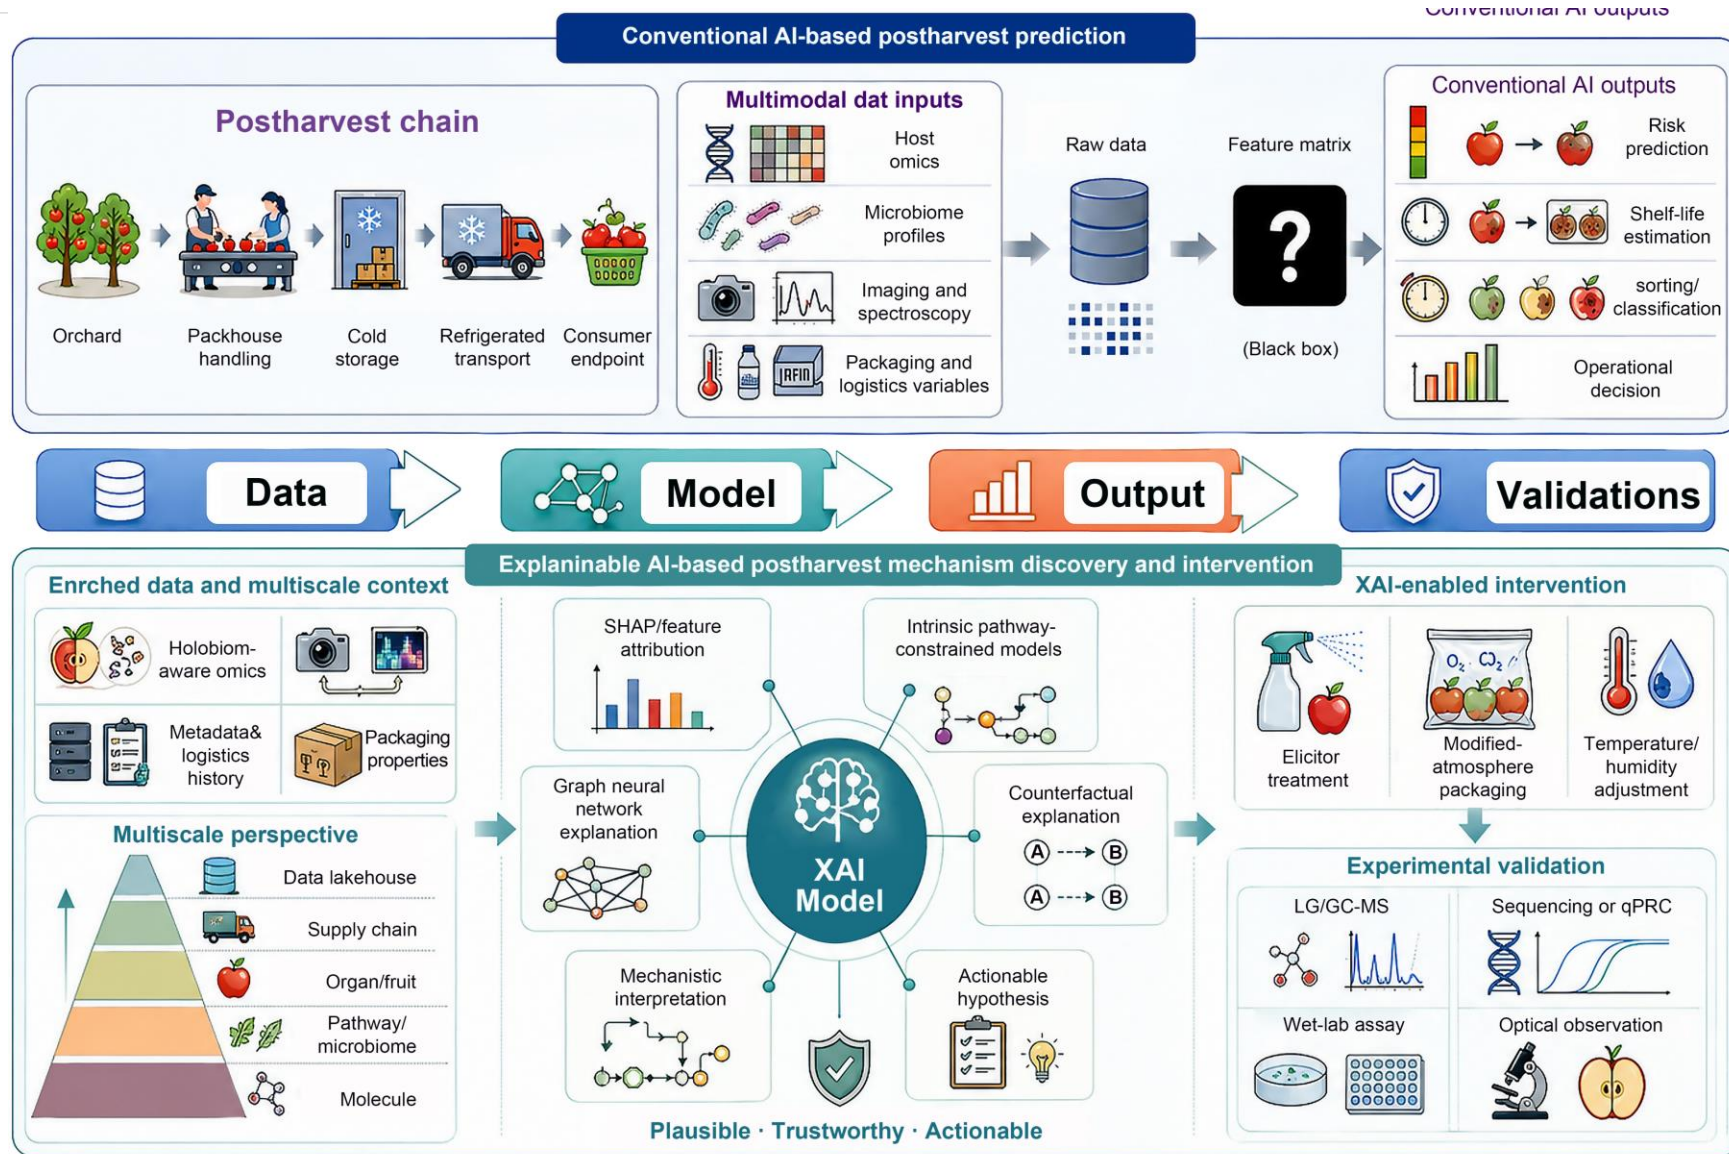 Conventional AI outputs
Conventional AI-based postharvest prediction
Postharvest chain
Orchard
Packhouse
handling
Cold
storage
Refrigerated
transport
Consumer
endpoint
Multimodal dat inputs
Host
omics
Microbiome
profiles
Imaging and
spectroscopy
Packaging and
logistics variables
Raw data
Feature matrix
?
(Black box)
Conventional AI outputs
Risk
prediction
Shelf-life
estimation
sorting/
classification
Operational
decision
Data
Model
Output
Validations
Explaninable AI-based postharvest mechanism discovery and intervention
Enrched data and multiscale context
Holobiom-
aware omics
Metadata&
logistics
history
Packaging
properties
Multiscale perspective
Data lakehouse
Supply chain
Organ/fruit
Pathway/
microbiome
Molecule
SHAP/feature
attribution
Intrinsic pathway-
constrained models
Graph neural
network
explanation
Counterfactual
explanation
A B
A B
XAI
Model
Mechanistic
interpretation
Actionable
hypothesis
Plausible · Trustworthy · Actionable
XAI-enabled intervention
Elicitor
treatment
O₂
Modified-
atmosphere
packaging
Temperature/
humidity
adjustment
Experimental validation
LG/GC-MS
Sequencing or qPRC
Wet-lab assay
Optical observation